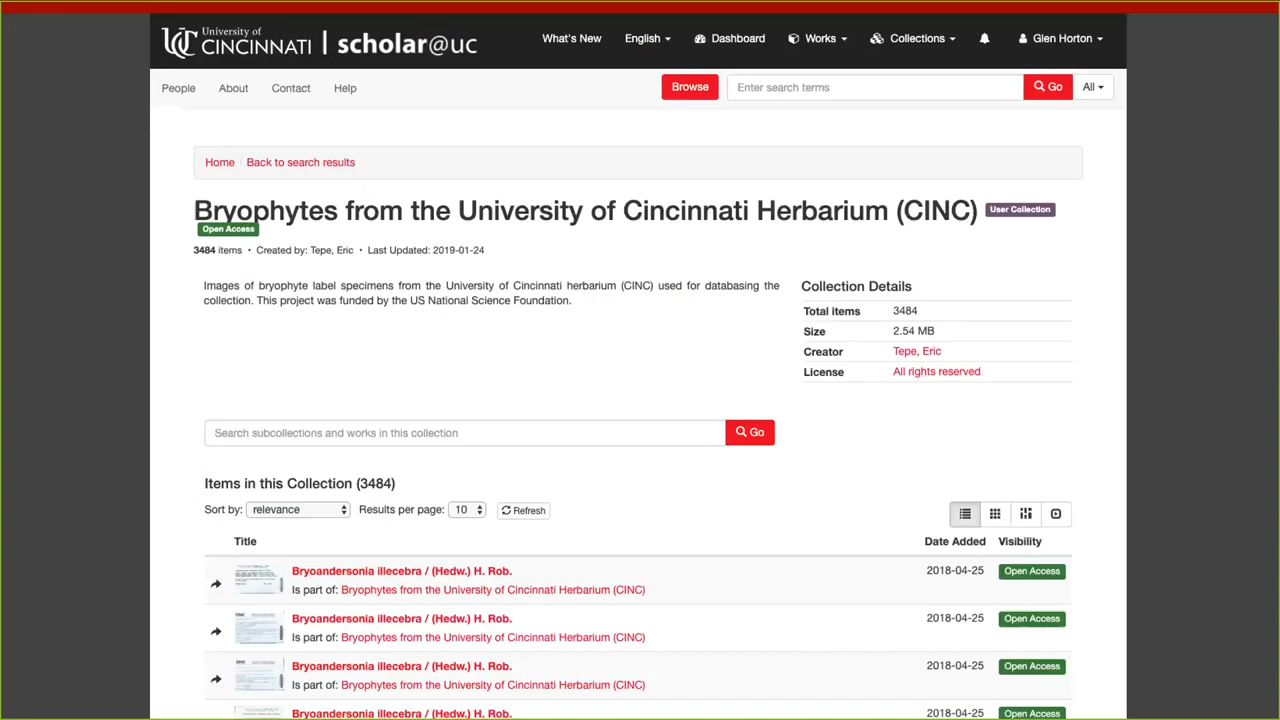 University of CINCINNATI | scholar@uc What's New English Dashboard Works Collections Glen Horton
People About Contact Help Browse Enter search terms Go All
Home / Back to search results
Bryophytes from the University of Cincinnati Herbarium (CINC) User Collection
Open Access
3484 items • Created by: Tepe, Eric • Last Updated: 2019-01-24
Images of bryophyte label specimens from the University of Cincinnati herbarium (CINC) used for databasing the
collection. This project was funded by the US National Science Foundation.
Collection Details
Total items 3484
Size 2.54 MB
Creator Tepe, Eric
License All rights reserved
Search subcollections and works in this collection Go
Items in this Collection (3484)
Sort by: relevance Results per page: 10 Refresh
Title Date Added Visibility
Bryoandersonia illecebra / (Hedw.) H. Rob. 2018-04-25 Open Access
Is part of: Bryophytes from the University of Cincinnati Herbarium (CINC)
Bryoandersonia illecebra / (Hedw.) H. Rob. 2018-04-25 Open Access
Is part of: Bryophytes from the University of Cincinnati Herbarium (CINC)
Bryoandersonia illecebra / (Hedw.) H. Rob. 2018-04-25 Open Access
Is part of: Bryophytes from the University of Cincinnati Herbarium (CINC)
Bryoandersonia illecebra / (Hedw.) H. Rob. 2018-04-25 Open Access